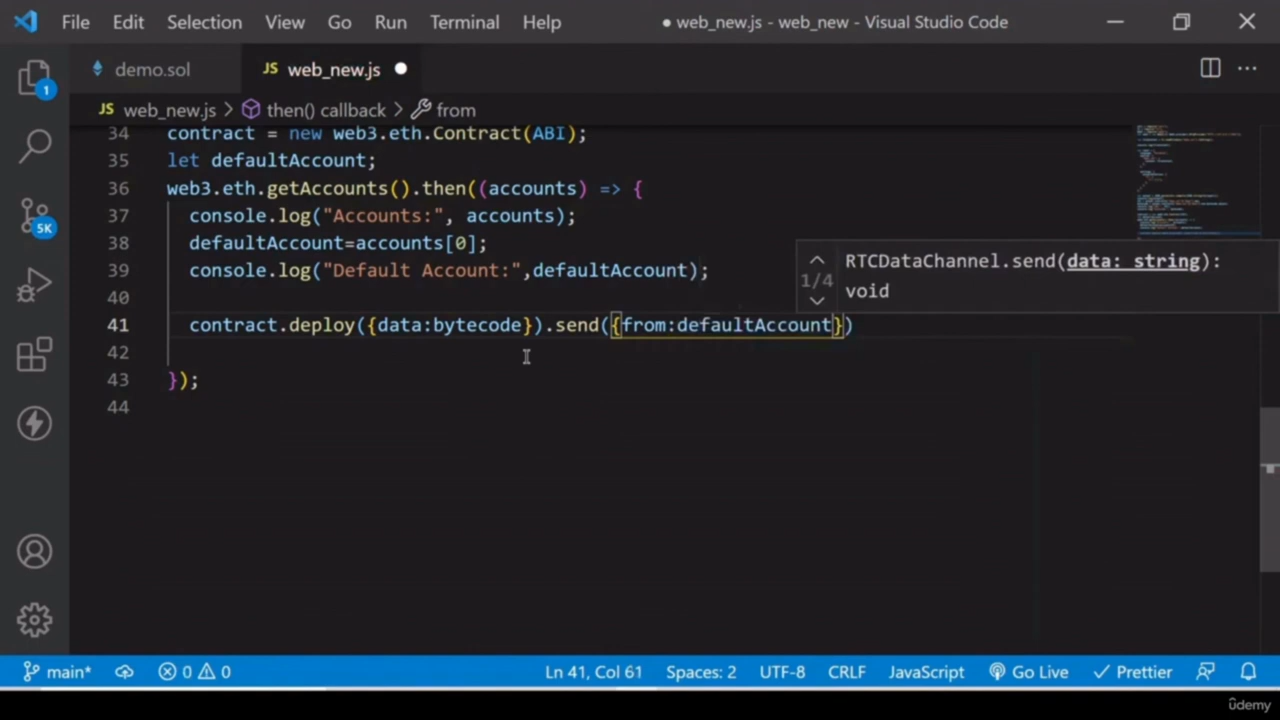 File Edit Selection View Go Run Terminal Help ● web_new.js - web_new - Visual Studio Code
demo.sol JS web_new.js
JS web_new.js > then() callback > from
1
5K
34 contract = new web3.eth.Contract(ABI);
35 let defaultAccount;
36 web3.eth.getAccounts().then((accounts) => {
37 console.log("Accounts:", accounts);
38 defaultAccount=accounts[0];
39 console.log("Default Account:",defaultAccount);
40
41 contract.deploy({data:bytecode}).send({from:defaultAccount})
42
43 });
44
1/4
RTCDataChannel.send(data: string):
void
main* 0 0 Ln 41, Col 61 Spaces: 2 UTF-8 CRLF JavaScript Go Live Prettier
ûdemy